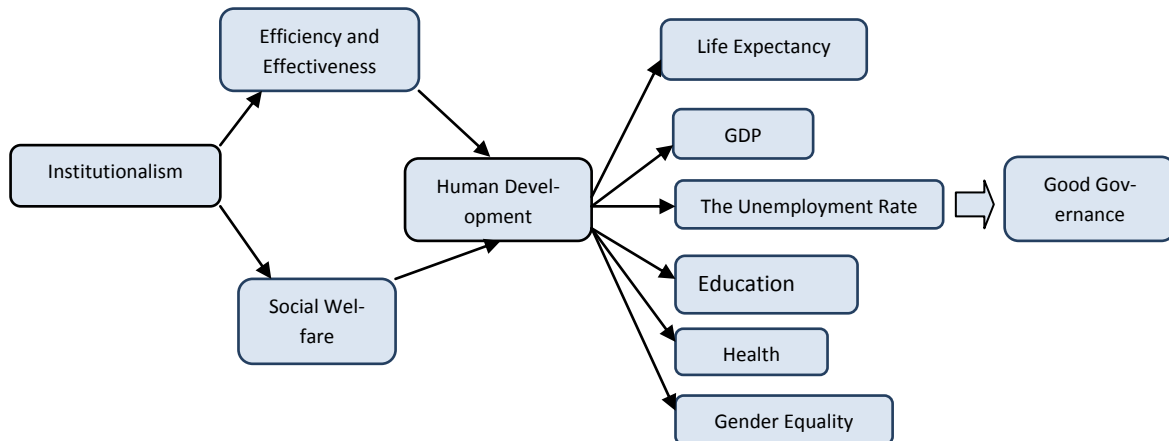 Efficiency and
Effectiveness
Life Expectancy
GDP
Institutionalism
Human Devel-
opment
The Unemployment Rate
Good Gov-
ernance
Social Wel-
fare
Education
Health
Gender Equality